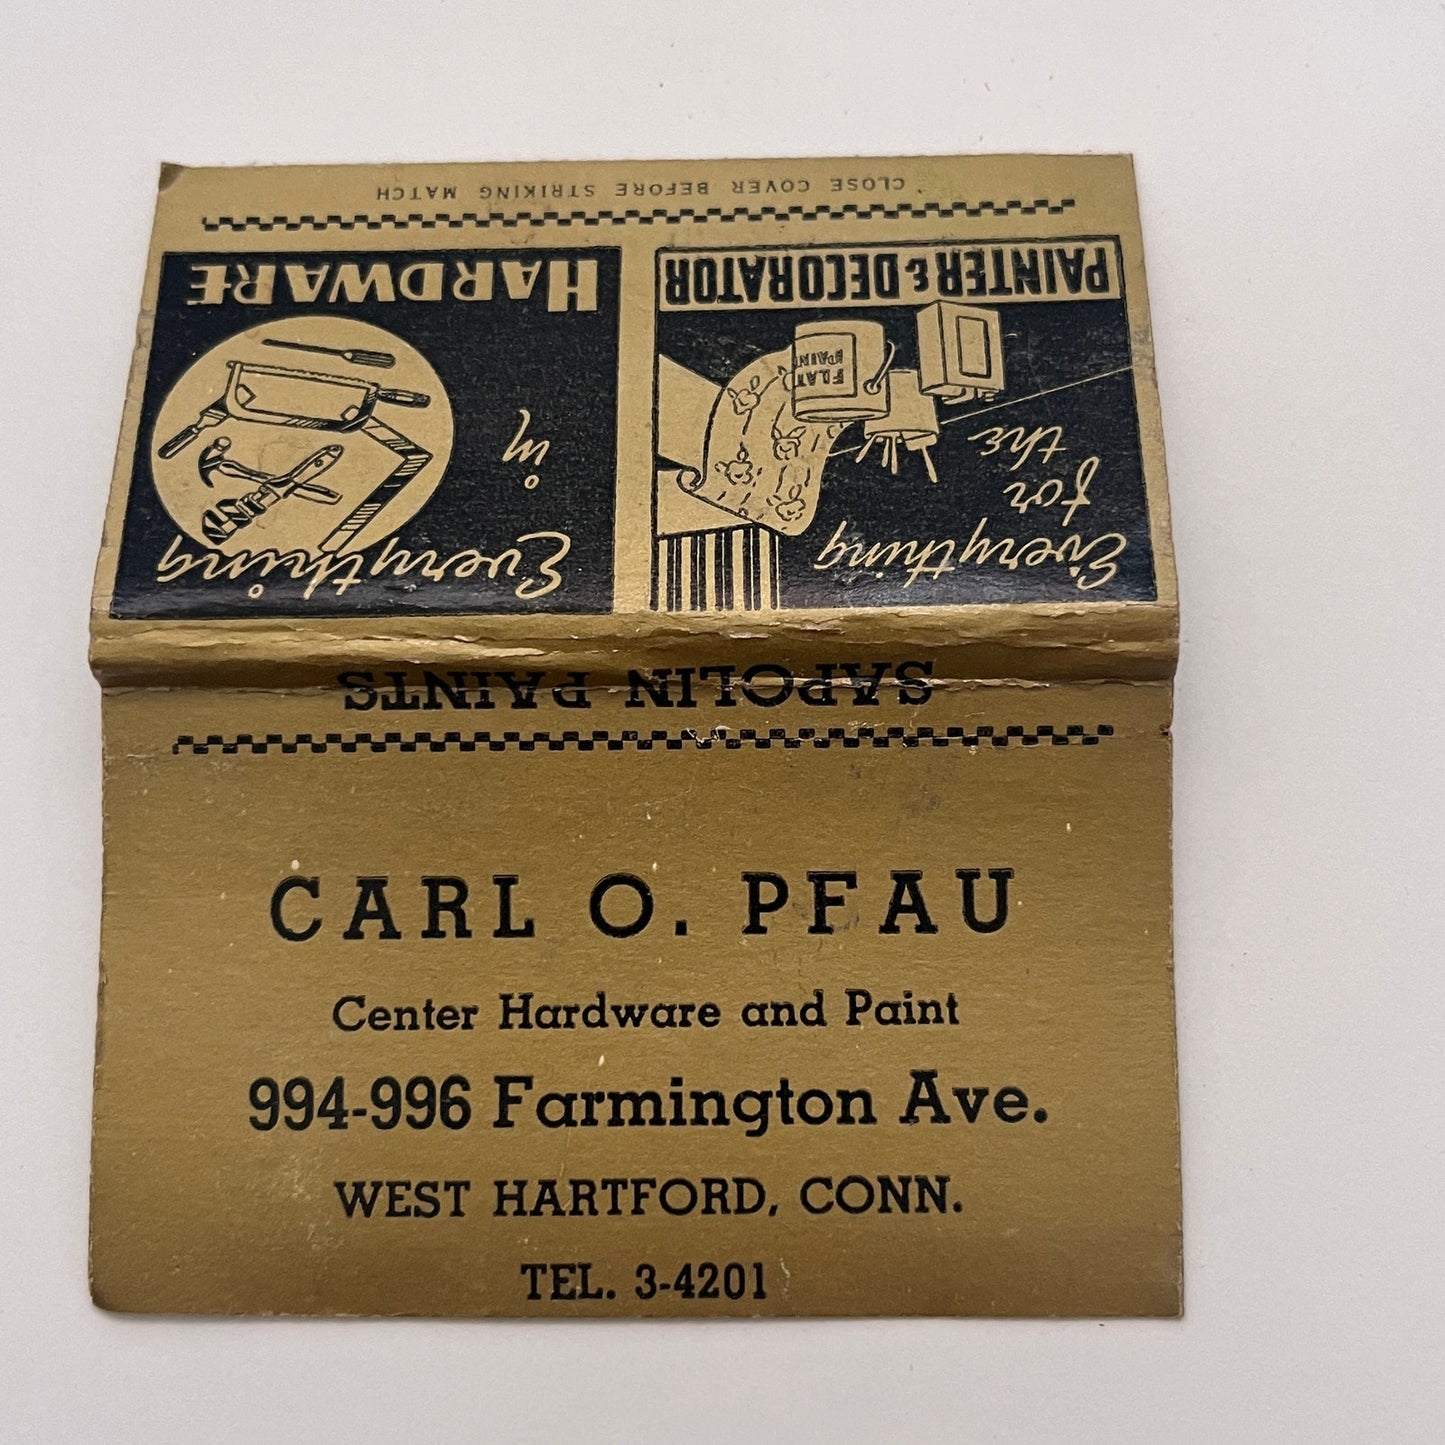 CLOSE COVER BEFORE STRIKING MATCH
PAINTER & DECORATOR
HARDWARE
FLAT
PAINT
Everything
for
the
Everything
in
SAPOLIN PAINTS
CARL O. PFAU
Center Hardware and Paint
994-996 Farmington Ave.
WEST HARTFORD, CONN.
TEL. 3-4201